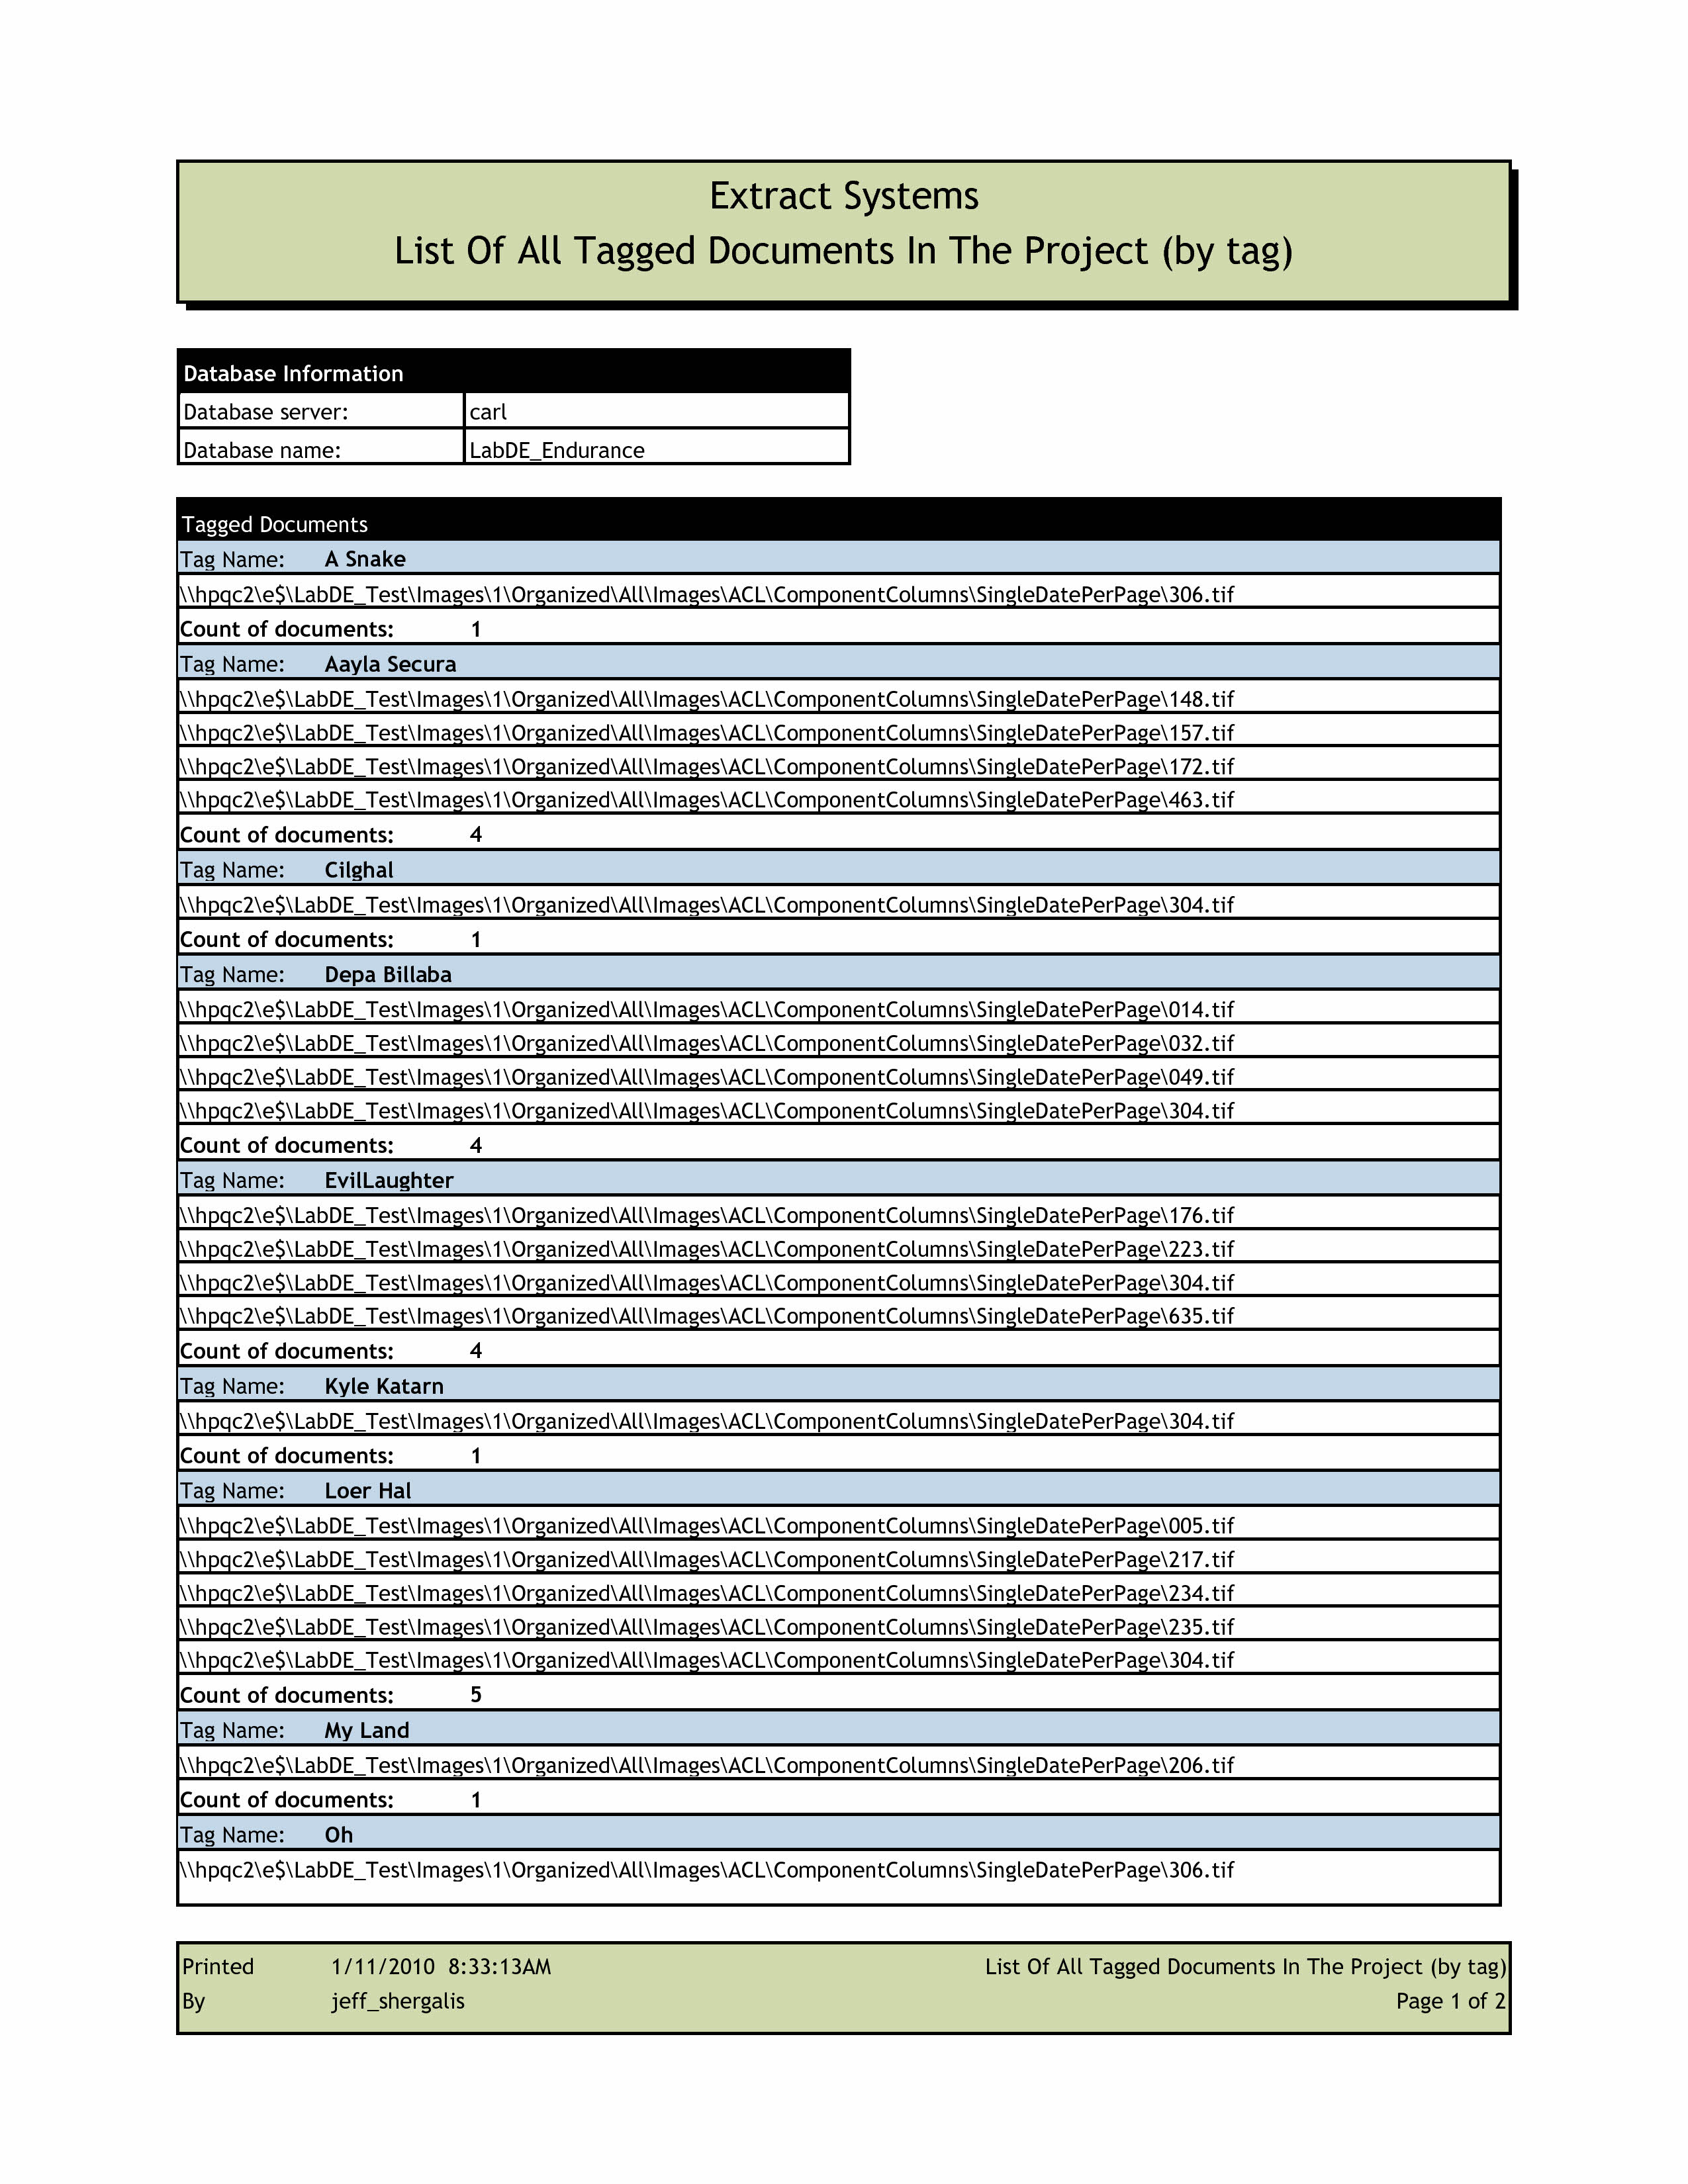 Extract Systems
List Of All Tagged Documents In The Project (by tag)
Database Information
Database server: carl
Database name: LabDE_Endurance
Tagged Documents
Tag Name: A Snake
\\hpqc2\e$\LabDE_Test\Images\1\Organized\All\Images\ACL\ComponentColumns\SingleDatePerPage\306.tif
Count of documents: 1
Tag Name: Aayla Secura
\\hpqc2\e$\LabDE_Test\Images\1\Organized\All\Images\ACL\ComponentColumns\SingleDatePerPage\148.tif
\\hpqc2\e$\LabDE_Test\Images\1\Organized\All\Images\ACL\ComponentColumns\SingleDatePerPage\157.tif
\\hpqc2\e$\LabDE_Test\Images\1\Organized\All\Images\ACL\ComponentColumns\SingleDatePerPage\172.tif
\\hpqc2\e$\LabDE_Test\Images\1\Organized\All\Images\ACL\ComponentColumns\SingleDatePerPage\463.tif
Count of documents: 4
Tag Name: Cilghal
\\hpqc2\e$\LabDE_Test\Images\1\Organized\All\Images\ACL\ComponentColumns\SingleDatePerPage\304.tif
Count of documents: 1
Tag Name: Depa Billaba
\\hpqc2\e$\LabDE_Test\Images\1\Organized\All\Images\ACL\ComponentColumns\SingleDatePerPage\014.tif
\\hpqc2\e$\LabDE_Test\Images\1\Organized\All\Images\ACL\ComponentColumns\SingleDatePerPage\032.tif
\\hpqc2\e$\LabDE_Test\Images\1\Organized\All\Images\ACL\ComponentColumns\SingleDatePerPage\049.tif
\\hpqc2\e$\LabDE_Test\Images\1\Organized\All\Images\ACL\ComponentColumns\SingleDatePerPage\304.tif
Count of documents: 4
Tag Name: EvilLaughter
\\hpqc2\e$\LabDE_Test\Images\1\Organized\All\Images\ACL\ComponentColumns\SingleDatePerPage\176.tif
\\hpqc2\e$\LabDE_Test\Images\1\Organized\All\Images\ACL\ComponentColumns\SingleDatePerPage\223.tif
\\hpqc2\e$\LabDE_Test\Images\1\Organized\All\Images\ACL\ComponentColumns\SingleDatePerPage\304.tif
\\hpqc2\e$\LabDE_Test\Images\1\Organized\All\Images\ACL\ComponentColumns\SingleDatePerPage\635.tif
Count of documents: 4
Tag Name: Kyle Katarn
\\hpqc2\e$\LabDE_Test\Images\1\Organized\All\Images\ACL\ComponentColumns\SingleDatePerPage\304.tif
Count of documents: 1
Tag Name: Loer Hal
\\hpqc2\e$\LabDE_Test\Images\1\Organized\All\Images\ACL\ComponentColumns\SingleDatePerPage\005.tif
\\hpqc2\e$\LabDE_Test\Images\1\Organized\All\Images\ACL\ComponentColumns\SingleDatePerPage\217.tif
\\hpqc2\e$\LabDE_Test\Images\1\Organized\All\Images\ACL\ComponentColumns\SingleDatePerPage\234.tif
\\hpqc2\e$\LabDE_Test\Images\1\Organized\All\Images\ACL\ComponentColumns\SingleDatePerPage\235.tif
\\hpqc2\e$\LabDE_Test\Images\1\Organized\All\Images\ACL\ComponentColumns\SingleDatePerPage\304.tif
Count of documents: 5
Tag Name: My Land
\\hpqc2\e$\LabDE_Test\Images\1\Organized\All\Images\ACL\ComponentColumns\SingleDatePerPage\206.tif
Count of documents: 1
Tag Name: Oh
\\hpqc2\e$\LabDE_Test\Images\1\Organized\All\Images\ACL\ComponentColumns\SingleDatePerPage\306.tif
Printed 1/11/2010 8:33:13AM List Of All Tagged Documents In The Project (by tag)
By jeff_shergalis Page 1 of 2